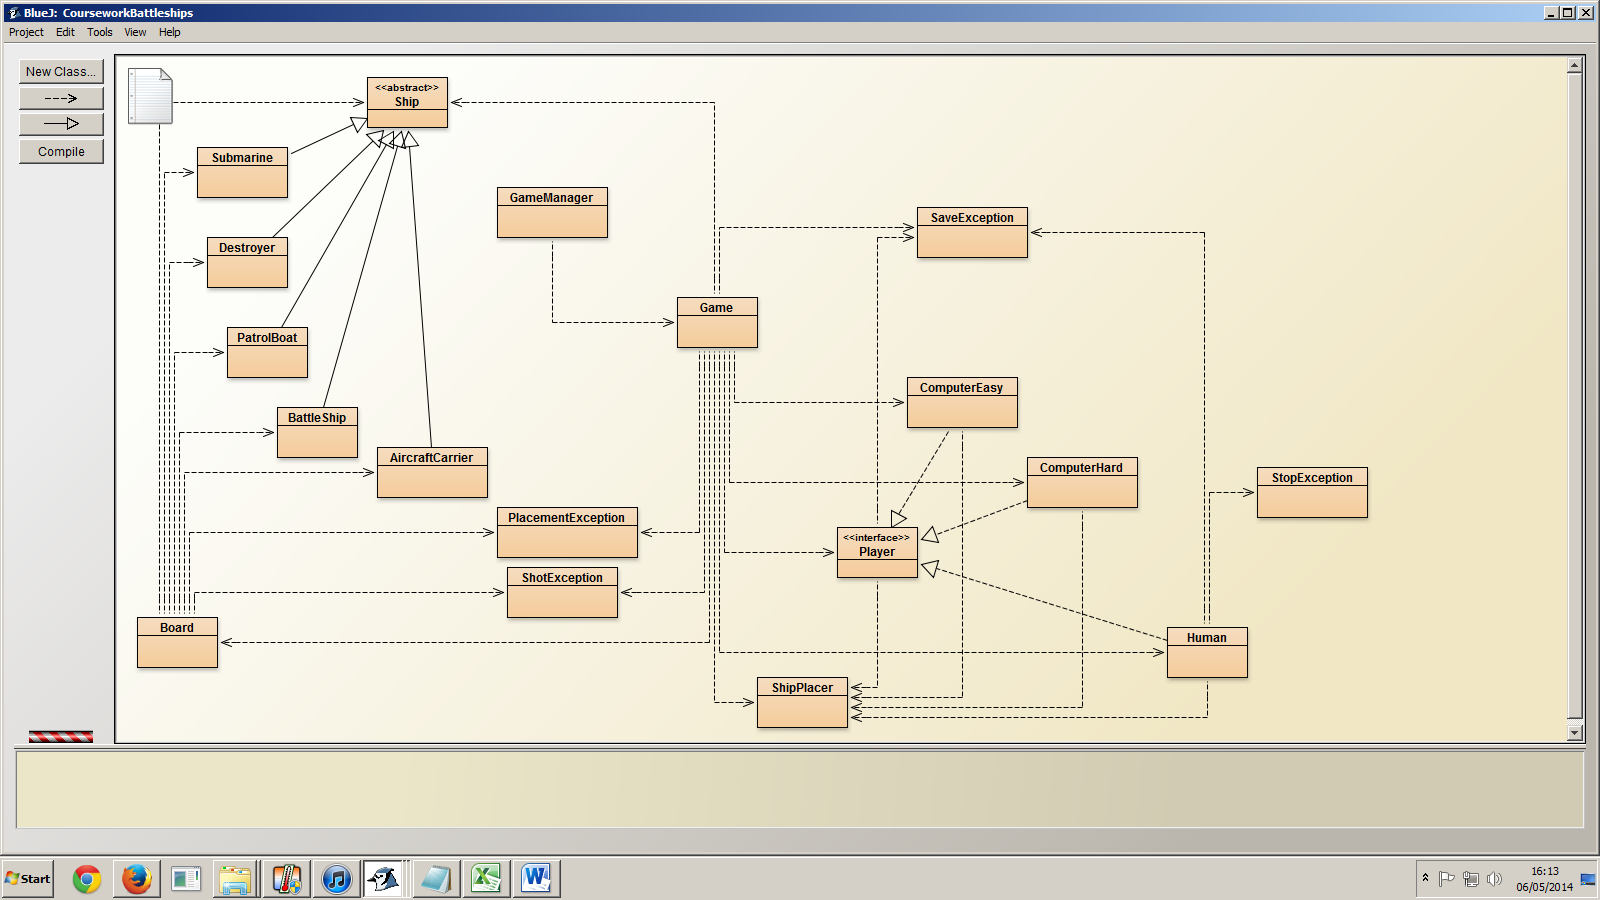 BlueJ: CourseworkBattleships
Project Edit Tools View Help
New Class...
Compile
<<abstract>>
Ship
Submarine
GameManager
SaveException
Destroyer
Game
PatrolBoat
ComputerEasy
BattleShip
AircraftCarrier
ComputerHard
StopException
PlacementException
<<interface>>
Player
ShotException
Board
Human
ShipPlacer
Start
16:13
06/05/2014